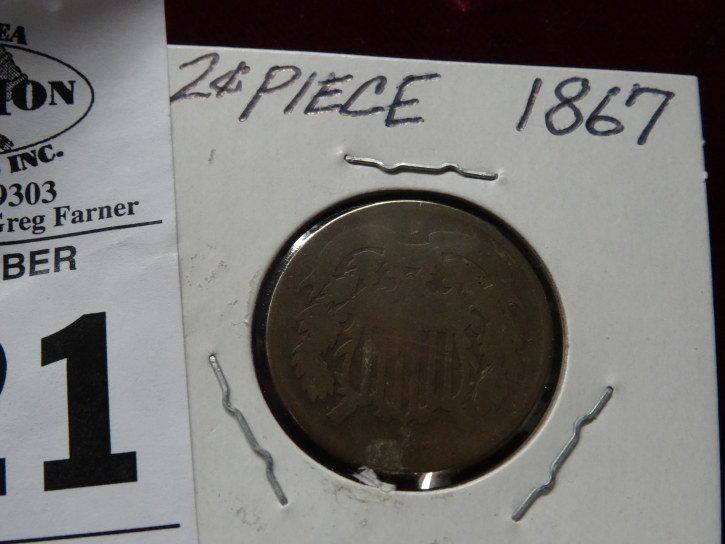 2¢ PIECE 1867
EA
ION
INC.
9303
Greg Farner
BER
21